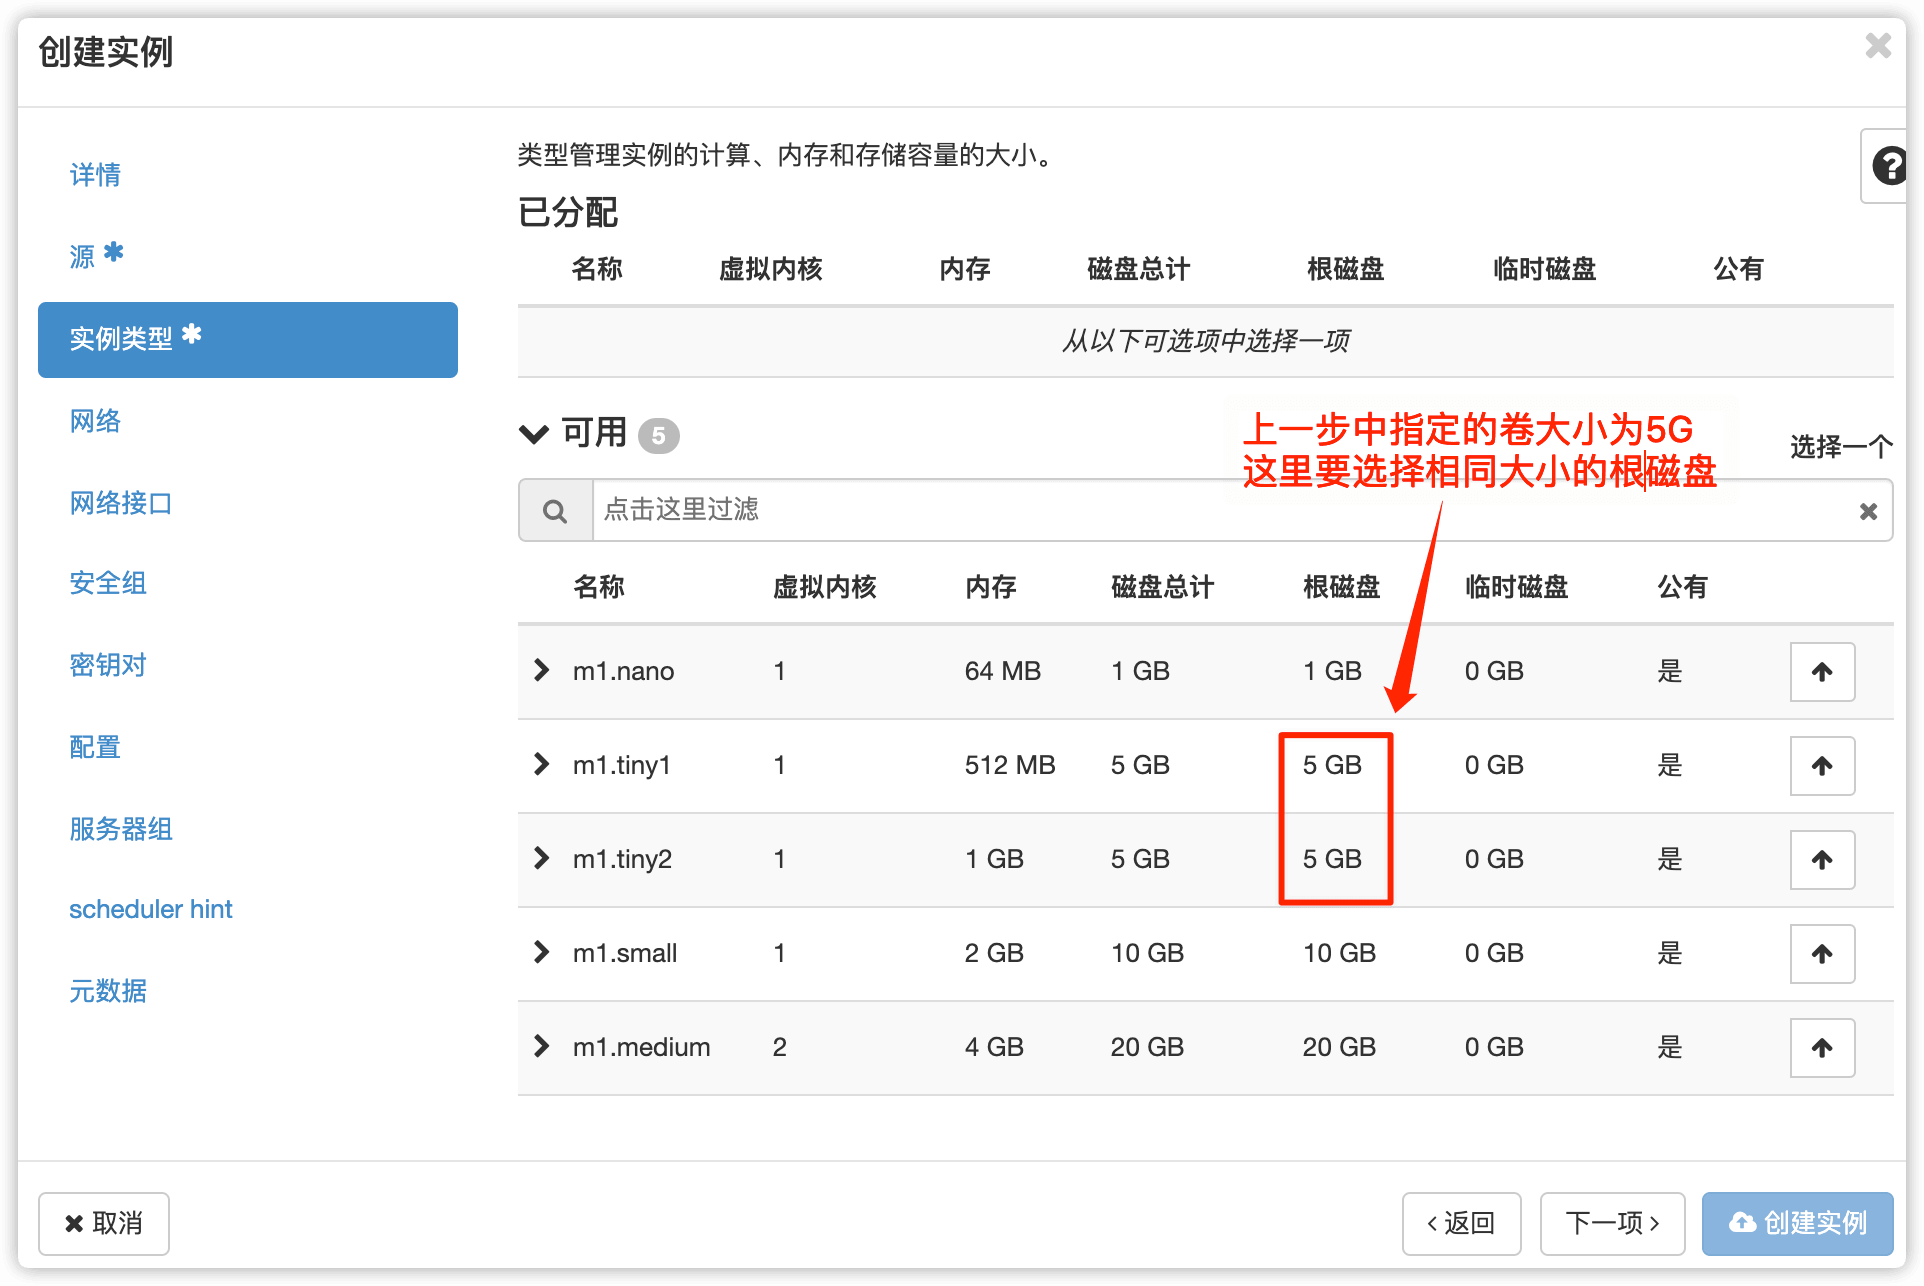 创建实例
详情
源
实例类型
网络
网络接口
安全组
密钥对
配置
服务器组
scheduler hint
元数据
类型管理实例的计算、内存和存储容量的大小。
已分配
名称 虚拟内核 内存 磁盘总计 根磁盘 临时磁盘 公有
从以下可选项中选择一项
可用 5
上一步中指定的卷大小为5G
这里要选择相同大小的根磁盘
选择一个
点击这里过滤
名称 虚拟内核 内存 磁盘总计 根磁盘 临时磁盘 公有
m1.nano 1 64 MB 1 GB 1 GB 0 GB 是
m1.tiny1 1 512 MB 5 GB 5 GB 0 GB 是
m1.tiny2 1 1 GB 5 GB 5 GB 0 GB 是
m1.small 1 2 GB 10 GB 10 GB 0 GB 是
m1.medium 2 4 GB 20 GB 20 GB 0 GB 是
取消
‹ 返回
下一项 ›
创建实例